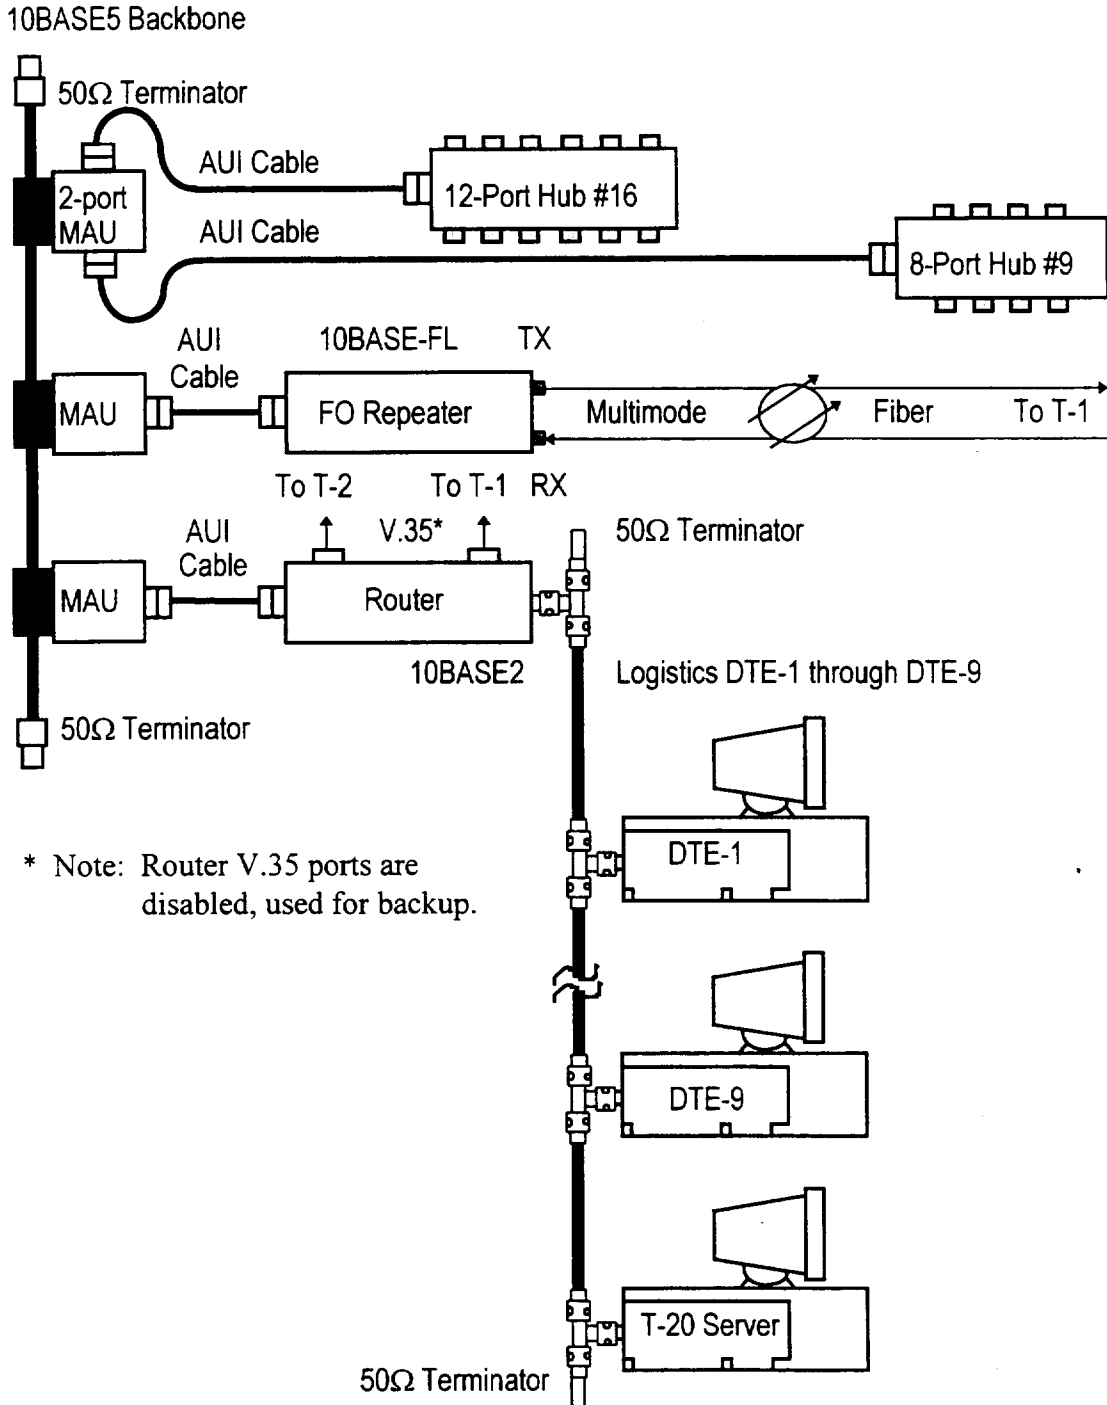 10BASE5 Backbone
50Ω Terminator
AUI Cable
12-Port Hub #16
2-port
MAU
AUI Cable
8-Port Hub #9
AUI
Cable
10BASE-FL
TX
MAU
FO Repeater
Multimode
Fiber
To T-1
To T-2
To T-1
RX
V.35*
AUI
Cable
50Ω Terminator
MAU
Router
10BASE2
Logistics DTE-1 through DTE-9
50Ω Terminator
DTE-1
* Note: Router V.35 ports are
disabled, used for backup.
DTE-9
T-20 Server
50Ω Terminator